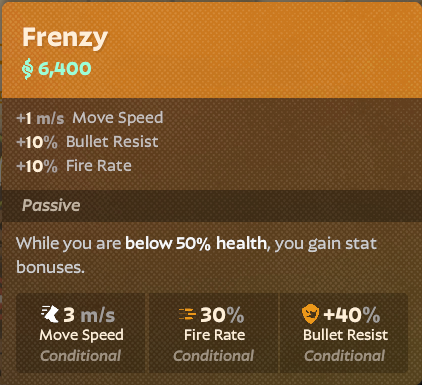 Frenzy
6,400
+1 m/s Move Speed
+10% Bullet Resist
+10% Fire Rate
Passive
While you are below 50% health, you gain stat
bonuses.
3 m/s 30% +40%
Move Speed Fire Rate Bullet Resist
Conditional Conditional Conditional